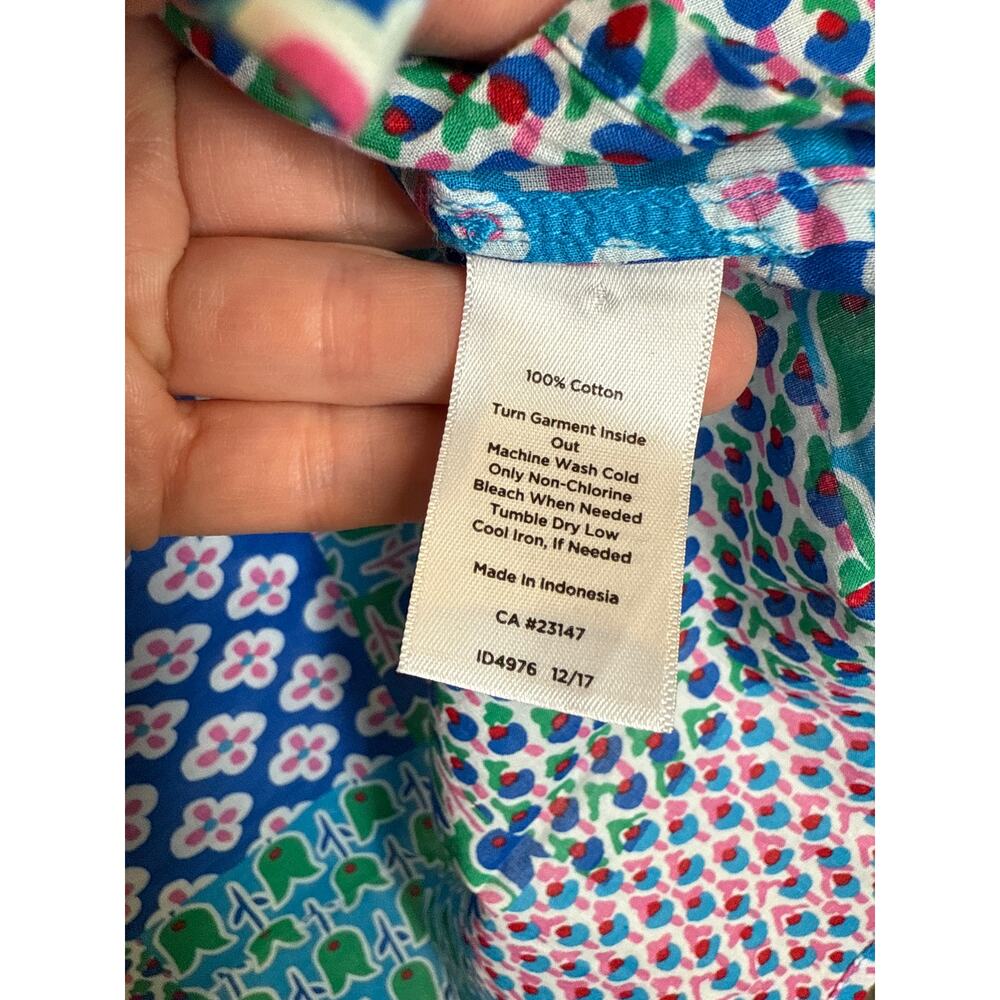 100% Cotton
Turn Garment Inside
Out
Machine Wash Cold
Only Non-Chlorine
Bleach When Needed
Tumble Dry Low
Cool Iron, If Needed
Made In Indonesia
CA #23147
ID4976 12/17